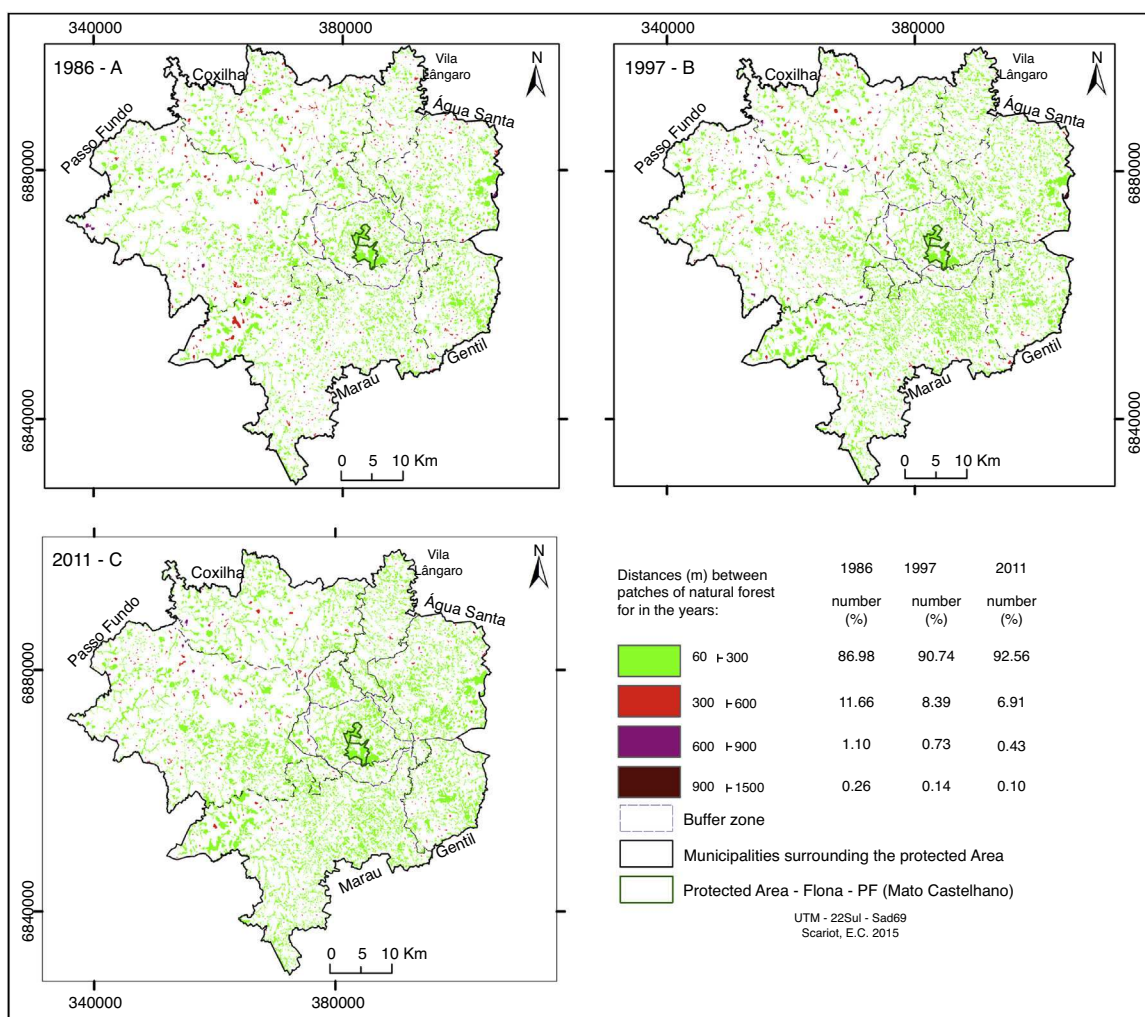 340000
380000
340000
380000
1986 - A
Coxilha
Vila
Lângaro
N
Água Santa
Passo Fundo
6880000
6840000
Gentil
Marau
0 5 10 Km
1997 - B
Coxilha
Vila
Lângaro
N
Água Santa
Passo Fundo
6880000
6840000
Gentil
Marau
0 5 10 Km
380000
2011 - C
Coxilha
Vila
Lângaro
N
Água Santa
Passo Fundo
6880000
6840000
Gentil
Marau
0 5 10 Km
340000
380000
Distances (m) between
patches of natural forest
for in the years:
1986 1997 2011
number number number
(%) (%) (%)
60 ⊦300 86.98 90.74 92.56
300 ⊦600 11.66 8.39 6.91
600 ⊦900 1.10 0.73 0.43
900 ⊦1500 0.26 0.14 0.10
Buffer zone
Municipalities surrounding the protected Area
Protected Area - Flona - PF (Mato Castelhano)
UTM - 22Sul - Sad69
Scariot, E.C. 2015